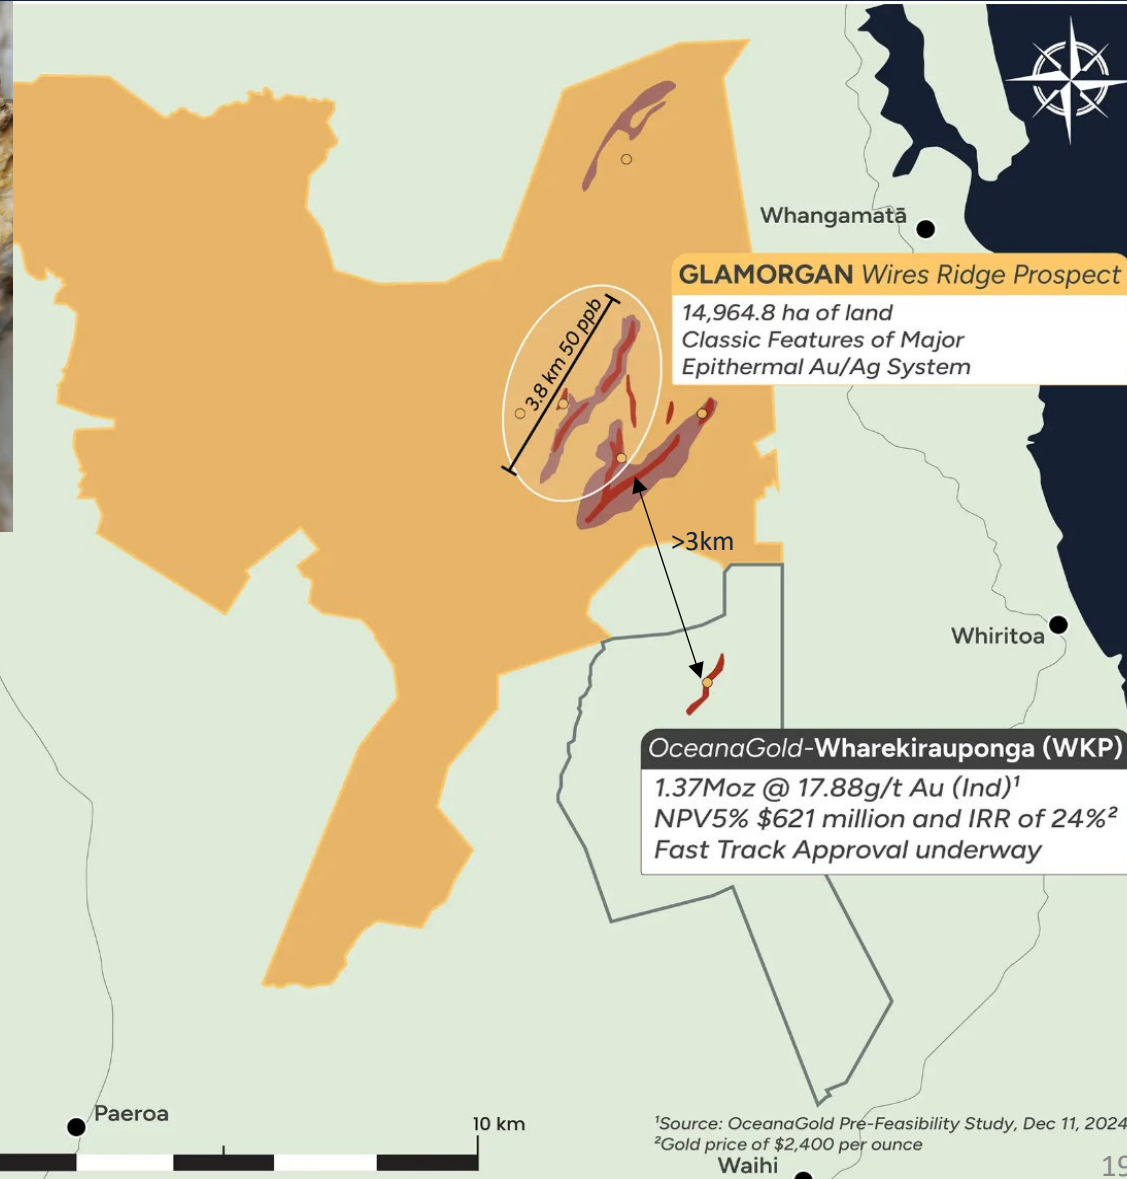 Whangamatā
GLAMORGAN Wires Ridge Prospect
14,964.8 ha of land
Classic Features of Major
Epithermal Au/Ag System
3.8 km 50 ppb
>3km
Whiritoa
OceanaGold-Wharekirauponga (WKP)
1.37Moz @ 17.88g/t Au (Ind)¹
NPV5% $621 million and IRR of 24%²
Fast Track Approval underway
Paeroa
10 km
¹Source: OceanaGold Pre-Feasibility Study, Dec 11, 2024
²Gold price of $2,400 per ounce
Waihi
19